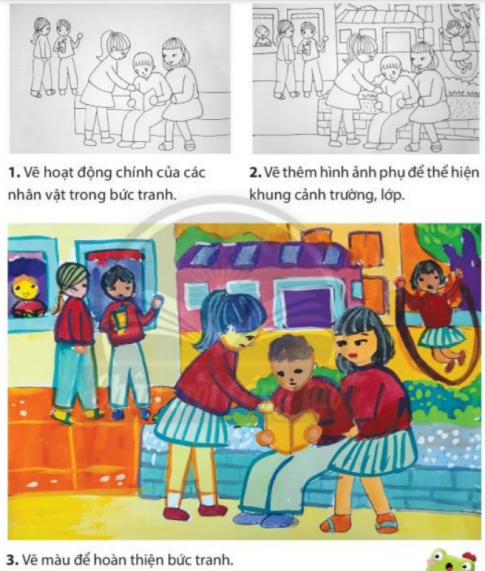 1. Vẽ hoạt động chính của các
nhân vật trong bức tranh.
2. Vẽ thêm hình ảnh phụ để thể hiện
khung cảnh trường, lớp.
3. Vẽ màu để hoàn thiện bức tranh.